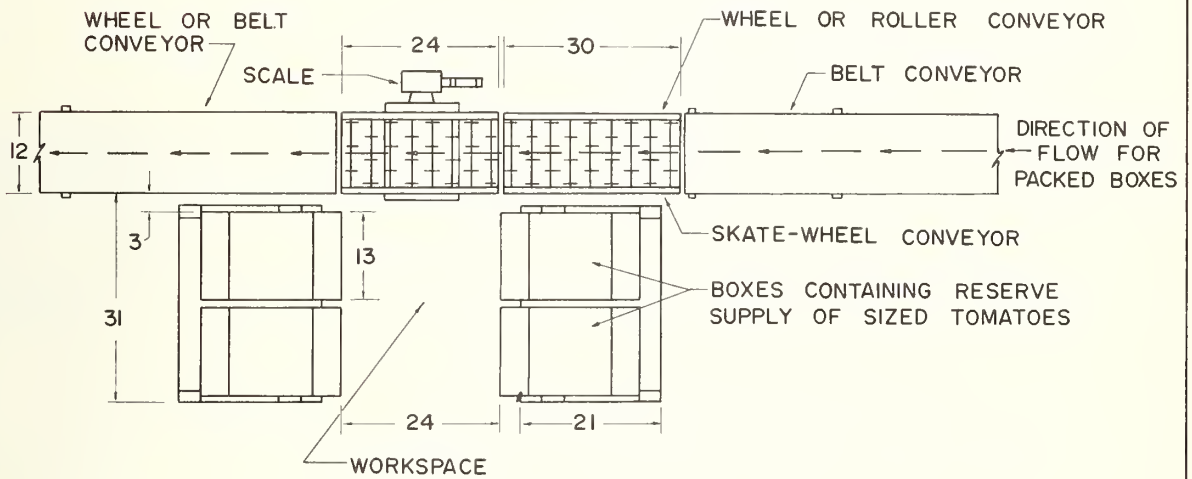 WHEEL OR BELT
CONVEYOR
SCALE
24
30
WHEEL OR ROLLER CONVEYOR
BELT CONVEYOR
12
DIRECTION OF
FLOW FOR
PACKED BOXES
3
13
SKATE-WHEEL CONVEYOR
31
BOXES CONTAINING RESERVE
SUPPLY OF SIZED TOMATOES
24
21
WORKSPACE